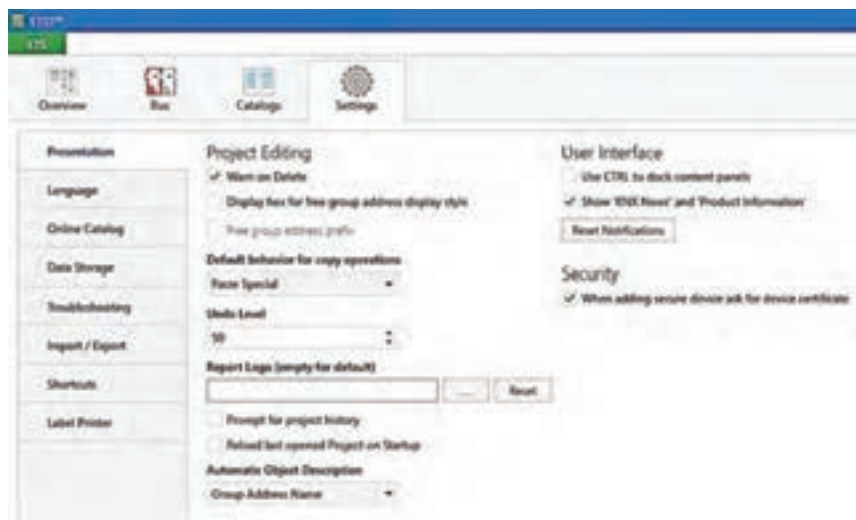 ETS5™
ETS
Overview
Bus
Catalogs
Settings
Presentation
Language
Online Catalog
Data Storage
Troubleshooting
Import / Export
Shortcuts
Label Printer
Project Editing
Warn on Delete
Display hex for free group address display style
Free group address prefix
Default behavior for copy operations
Paste Special
Undo Level
50
Report Logo (empty for default)
... Reset
Prompt for project history
Reload last opened Project on Startup
Automatic Object Description
Group Address Name
User Interface
Use CTRL to dock content panels
Show 'KNX News' and 'Product Information'
Reset Notifications
Security
When adding secure device ask for device certificate